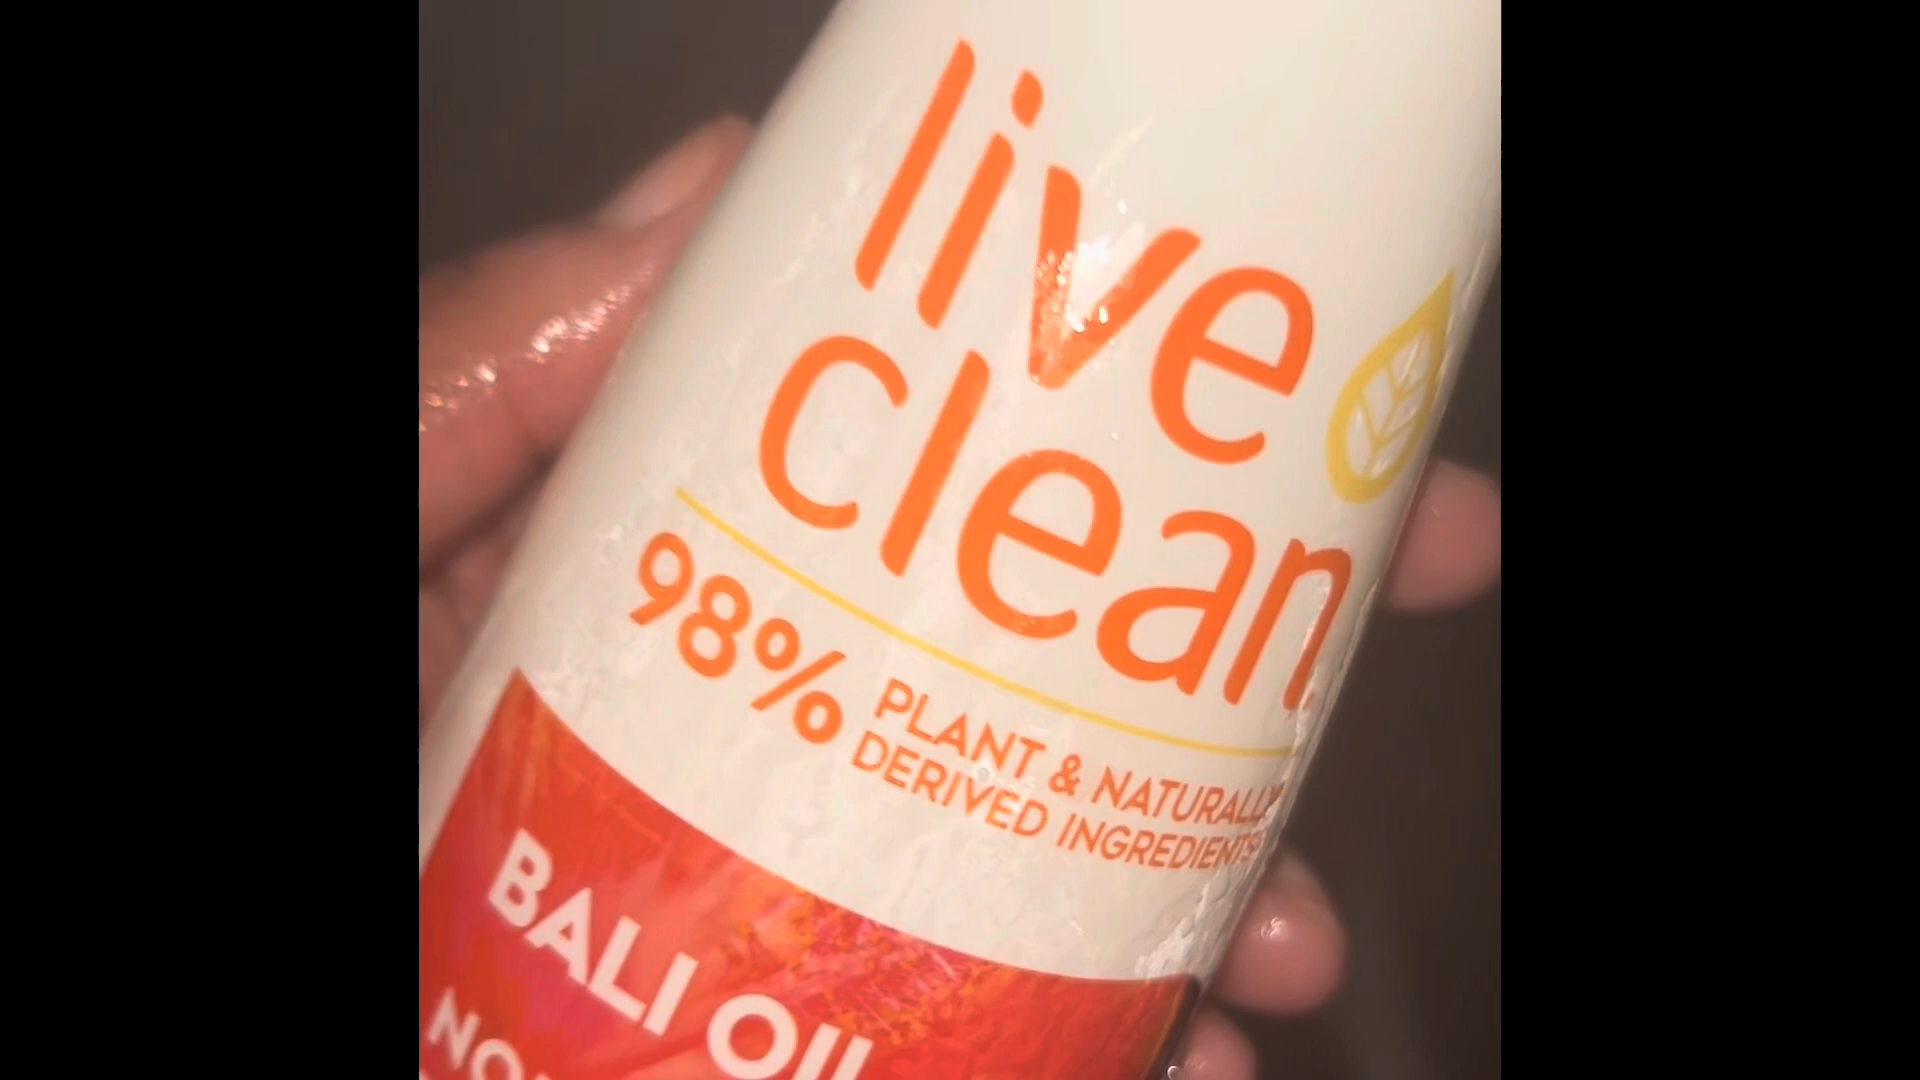 live
clean
98% PLANT & NATURALLY
DERIVED INGREDIENTS
BALI OIL